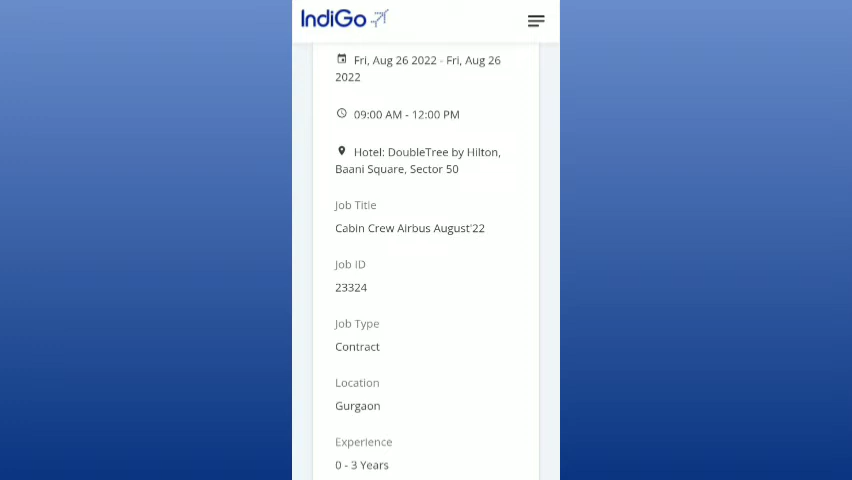 IndiGo
Fri, Aug 26 2022 - Fri, Aug 26
2022
09:00 AM - 12:00 PM
Hotel: DoubleTree by Hilton,
Baani Square, Sector 50
Job Title
Cabin Crew Airbus August'22
Job ID
23324
Job Type
Contract
Location
Gurgaon
Experience
0 - 3 Years